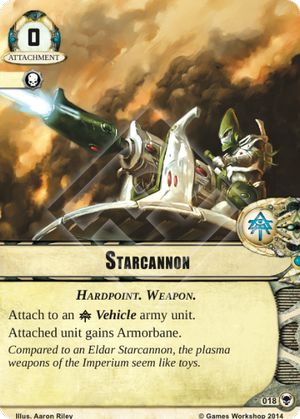 0
ATTACHMENT
STARCANNON
HARDPOINT. WEAPON.
Attach to an Vehicle army unit.
Attached unit gains Armorbane.
Compared to an Eldar Starcannon, the plasma
weapons of the Imperium seem like toys.
018
Illus. Aaron Riley
© Games Workshop 2014